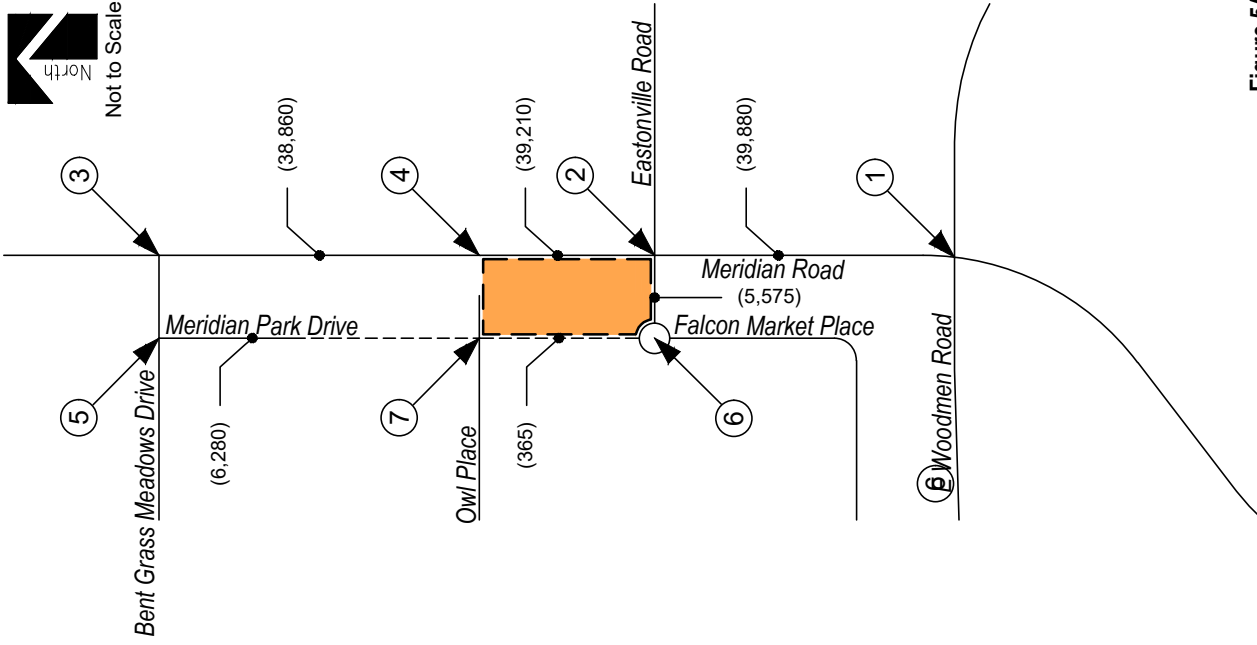 North
Not to Scale
3
(38,860)
4
(39,210)
2
Eastonville Road
(39,880)
1
Meridian Road
(5,575)
Meridian Park Drive
Falcon Market Place
5
Bent Grass Meadows Drive
(6,280)
7
Owl Place
(365)
6
6
E Woodmen Road